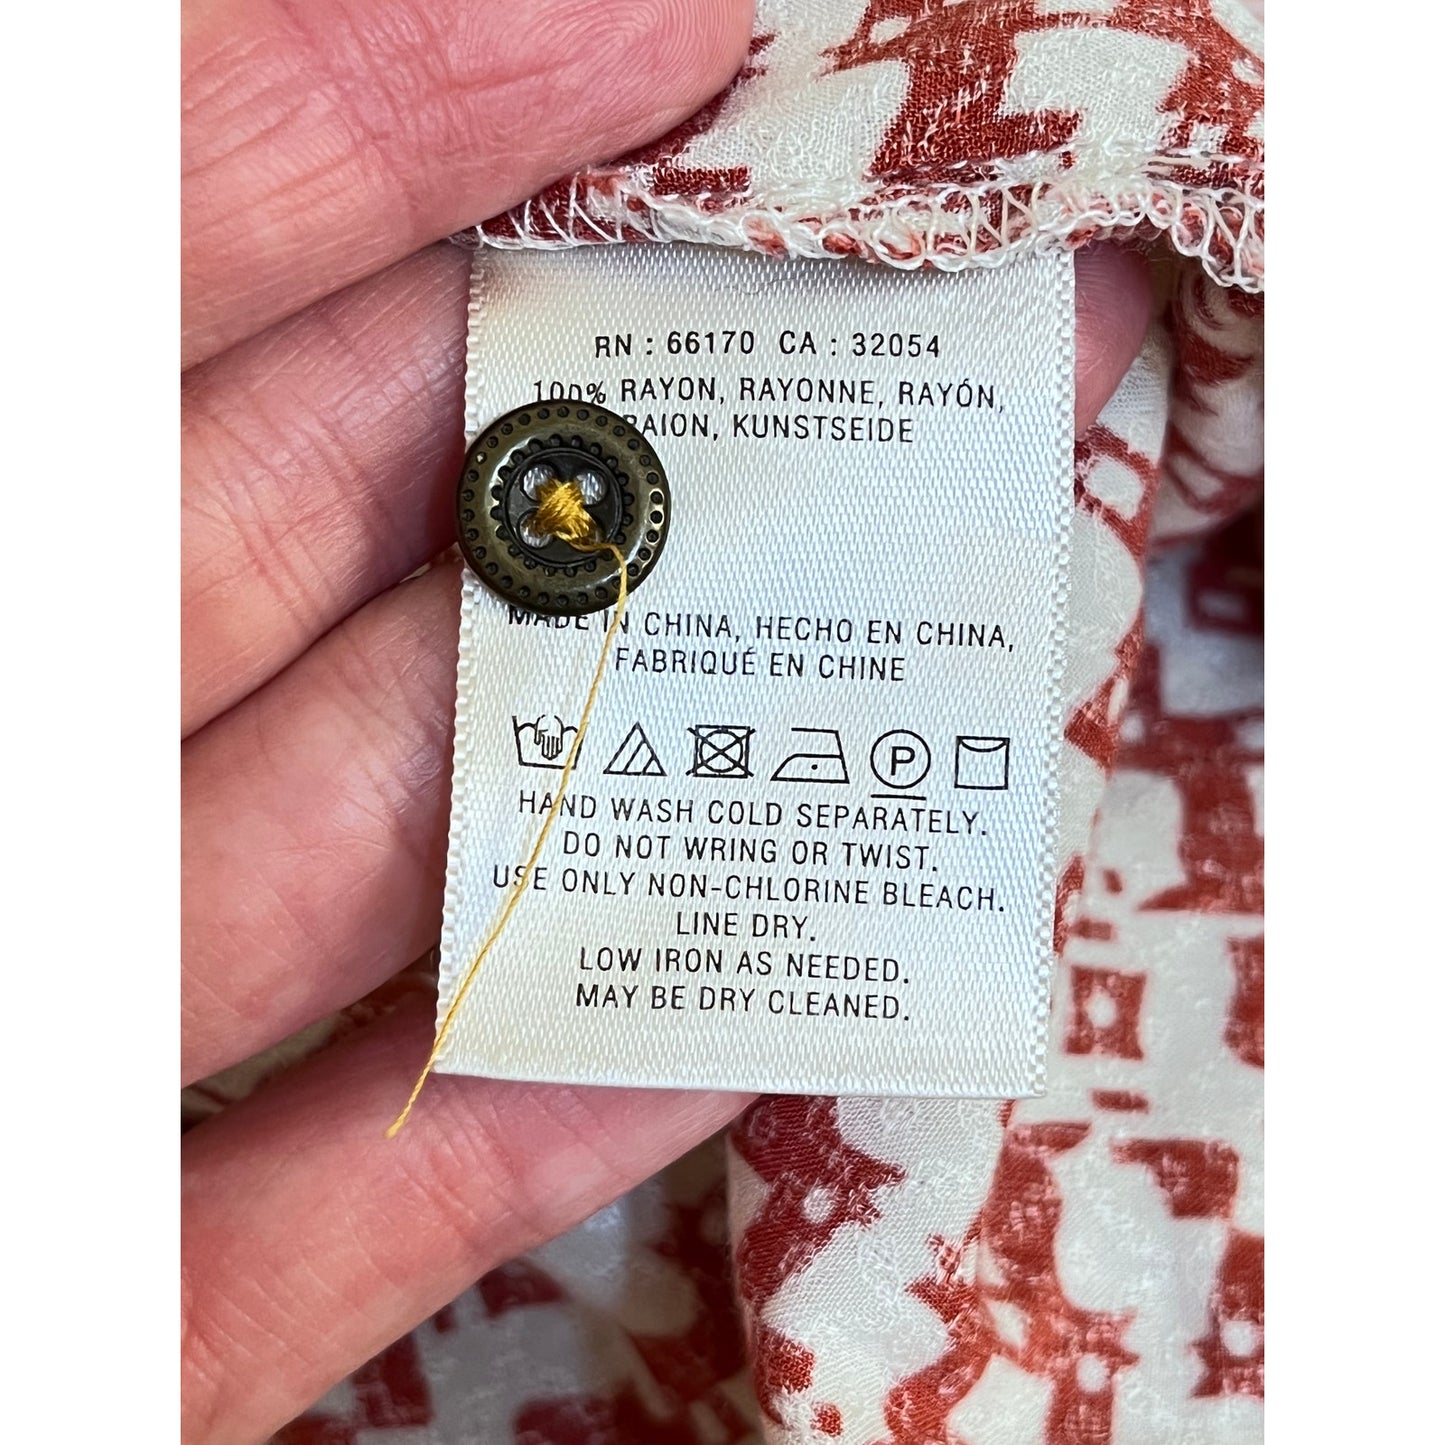 RN : 66170 CA : 32054
100% RAYON, RAYONNE, RAYÓN,
KUNSTSEIDE
MADE IN CHINA, HECHO EN CHINA,
FABRIQUÉ EN CHINE
P
HAND WASH COLD SEPARATELY.
DO NOT WRING OR TWIST.
USE ONLY NON-CHLORINE BLEACH.
LINE DRY.
LOW IRON AS NEEDED.
MAY BE DRY CLEANED.